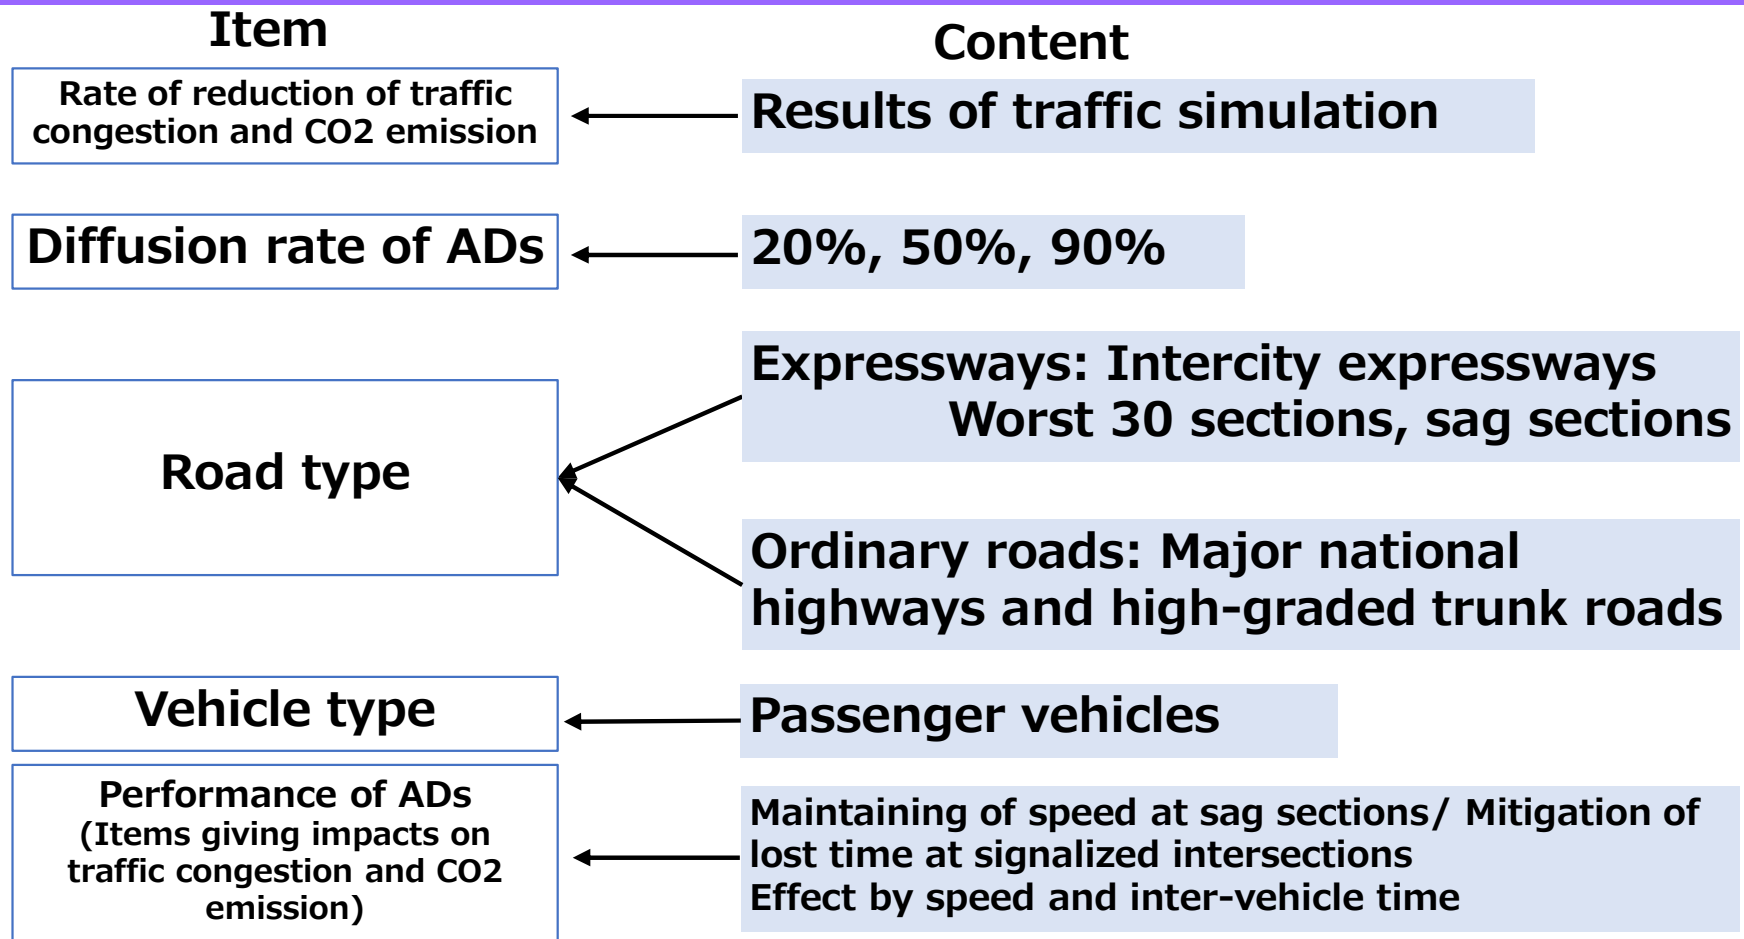 Item
Content
Rate of reduction of traffic
congestion and CO2 emission
Results of traffic simulation
Diffusion rate of ADs
20%, 50%, 90%
Road type
Expressways: Intercity expressways
Worst 30 sections, sag sections
Ordinary roads: Major national
highways and high-graded trunk roads
Vehicle type
Passenger vehicles
Performance of ADs
(Items giving impacts on
traffic congestion and CO2
emission)
Maintaining of speed at sag sections/ Mitigation of
lost time at signalized intersections
Effect by speed and inter-vehicle time